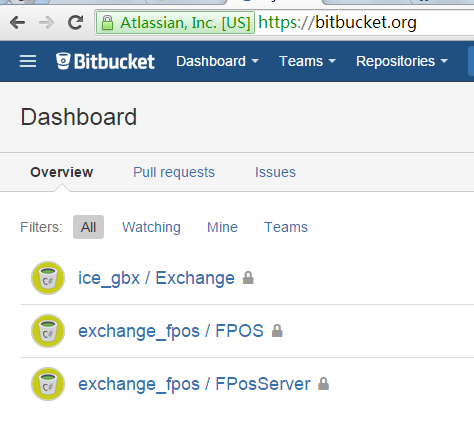 Atlassian, Inc. [US] https://bitbucket.org
Bitbucket Dashboard Teams Repositories
Dashboard
Overview Pull requests Issues
Filters: All Watching Mine Teams
C# ice_gbx / Exchange
C# exchange_fpos / FPOS
C# exchange_fpos / FPosServer